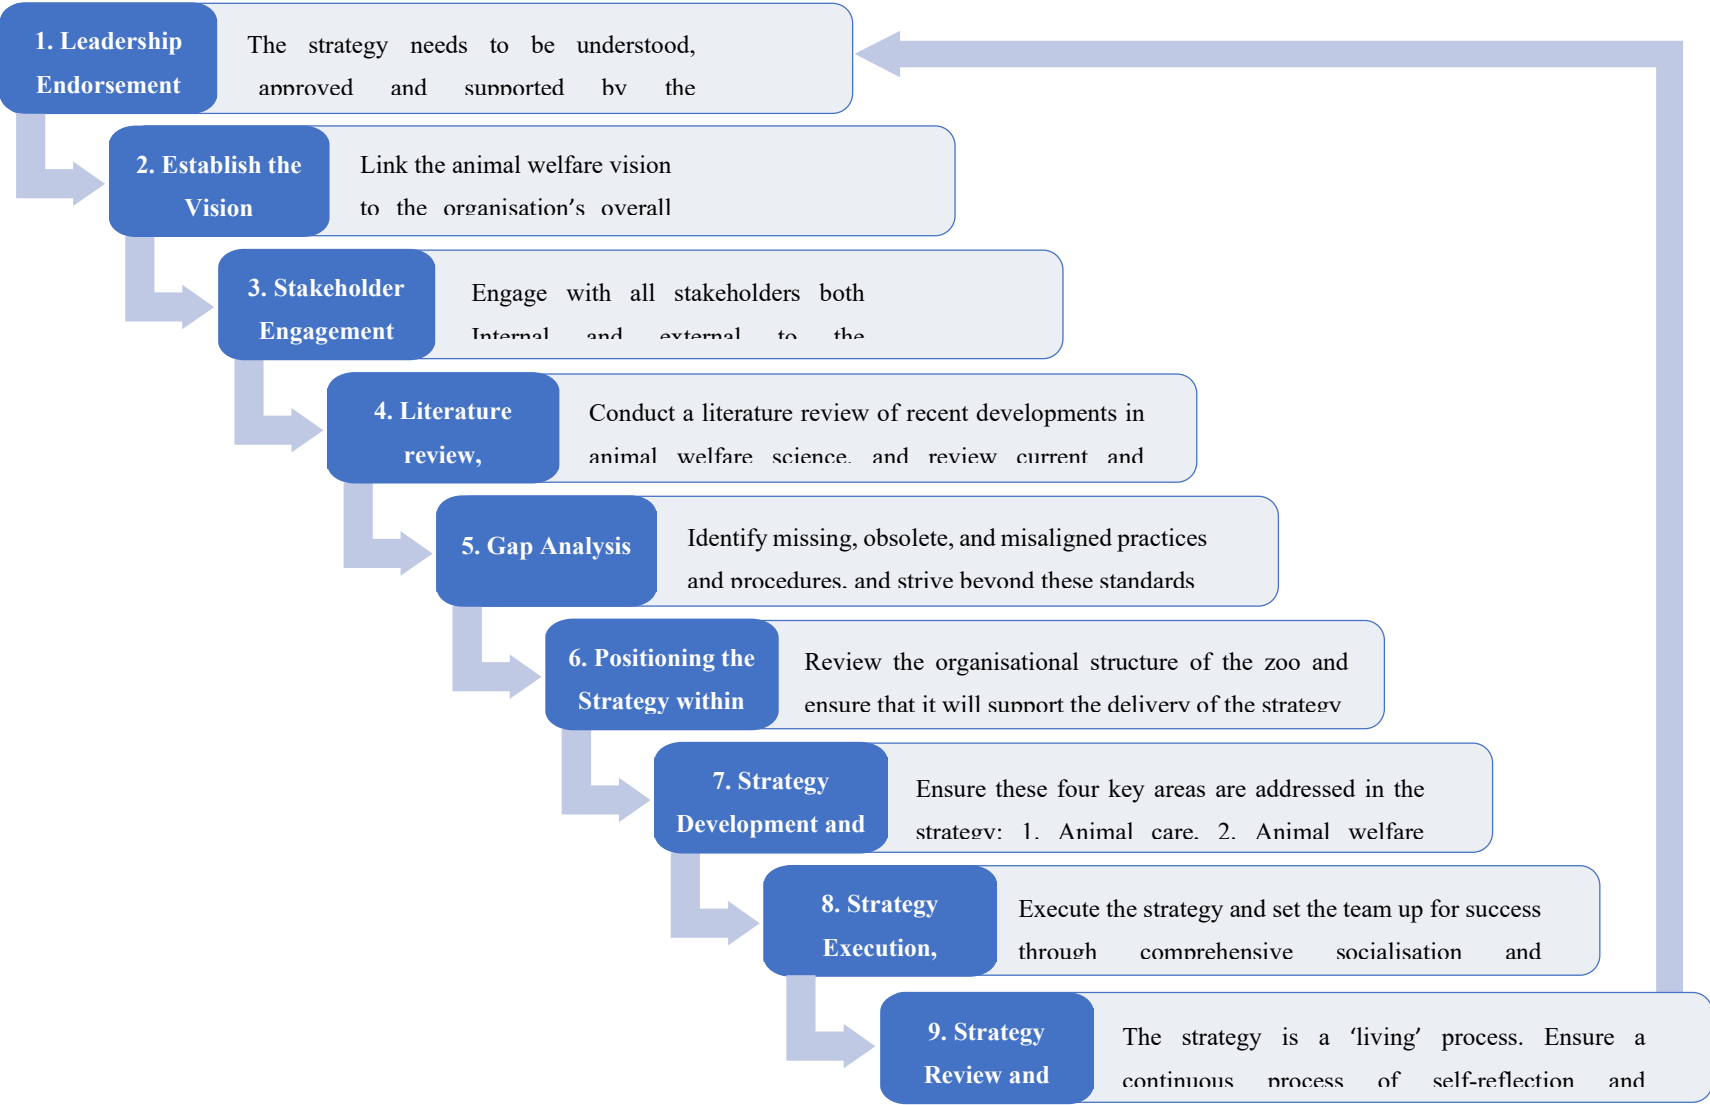 1. Leadership
Endorsement
The strategy needs to be understood,
approved and supported by the
2. Establish the
Vision
Link the animal welfare vision
to the organisation’s overall
3. Stakeholder
Engagement
Engage with all stakeholders both
Internal and external to the
4. Literature
review,
Conduct a literature review of recent developments in
animal welfare science, and review current and
5. Gap Analysis
Identify missing, obsolete, and misaligned practices
and procedures, and strive beyond these standards
6. Positioning the
Strategy within
Review the organisational structure of the zoo and
ensure that it will support the delivery of the strategy
7. Strategy
Development and
Ensure these four key areas are addressed in the
strategy: 1. Animal care, 2. Animal welfare
8. Strategy
Execution,
Execute the strategy and set the team up for success
through comprehensive socialisation and
9. Strategy
Review and
The strategy is a ‘living’ process. Ensure a
continuous process of self-reflection and